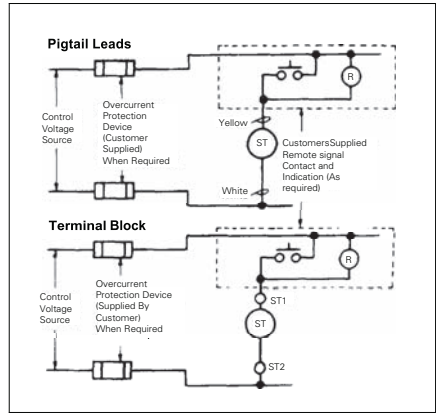 Pigtail Leads
R
Control
Voltage
Source
Overcurrent
Protection
Device
(Customer
Supplied)
When Required
Yellow
ST
White
CustomersSupplied
Remote signal
Contact and
Indication (As
required)
Terminal Block
R
Control
Voltage
Source
Overcurrent
Protection Device
(Supplied By
Customer)
When Required
ST1
ST
ST2